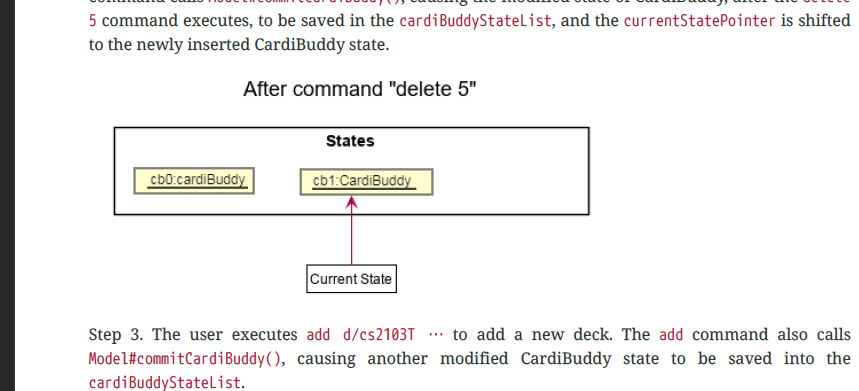 5 command executes, to be saved in the cardiBuddyStateList, and the currentStatePointer is shifted
to the newly inserted CardiBuddy state.
After command "delete 5"
States
cb0:cardiBuddy
cb1:CardiBuddy
Current State
Step 3. The user executes add d/cs2103T … to add a new deck. The add command also calls
Model#commitCardiBuddy(), causing another modified CardiBuddy state to be saved into the
cardiBuddyStateList.